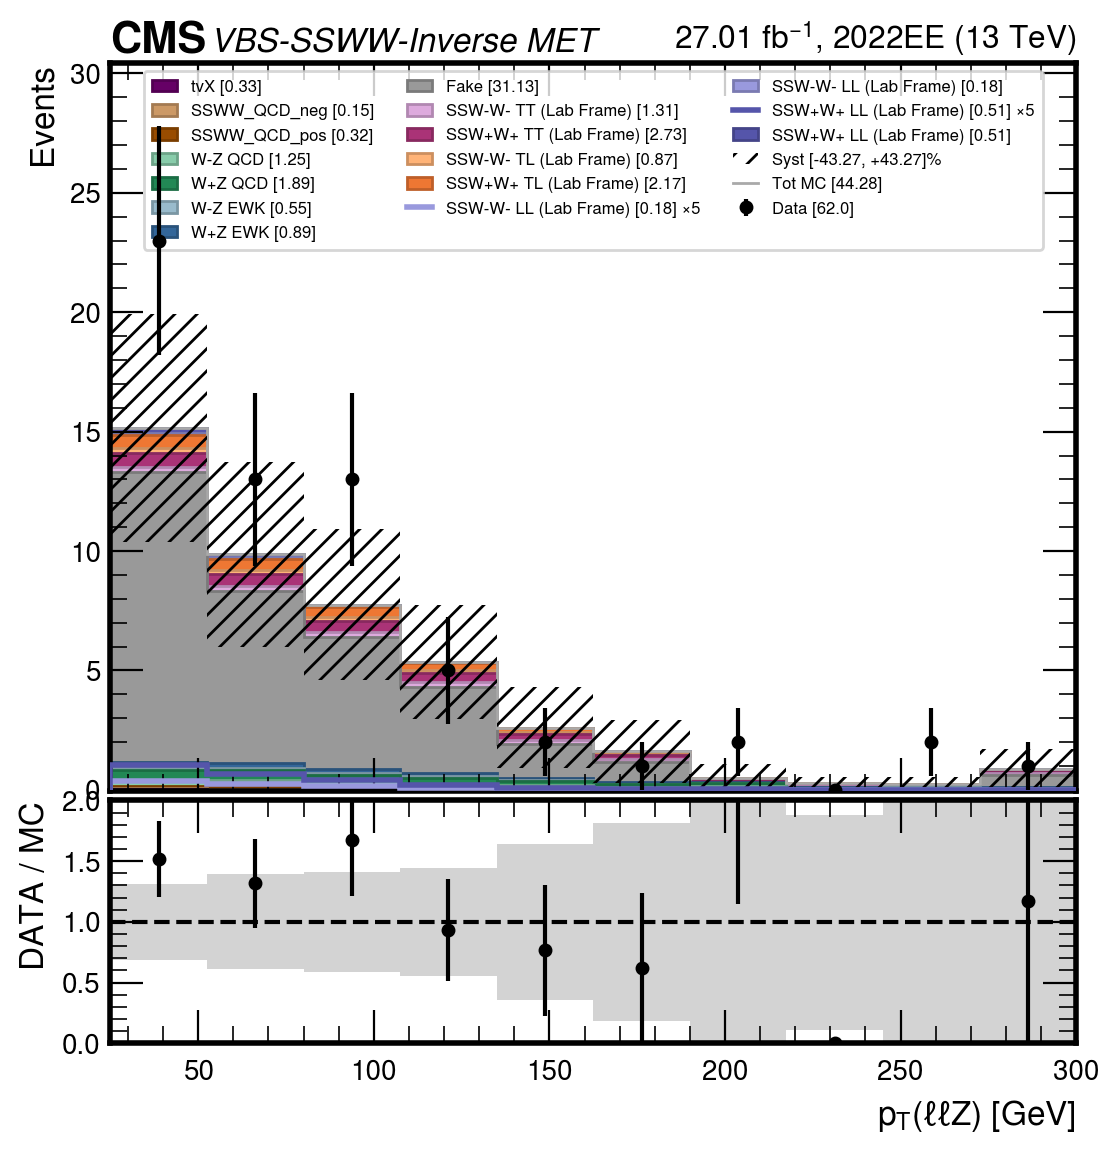 CMS VBS-SSWW-Inverse MET 27.01 fb⁻¹, 2022EE (13 TeV)
Events
tvX [0.33]
SSWW_QCD_neg [0.15]
SSWW_QCD_pos [0.32]
W-Z QCD [1.25]
W+Z QCD [1.89]
W-Z EWK [0.55]
W+Z EWK [0.89]
Fake [31.13]
SSW-W- TT (Lab Frame) [1.31]
SSW+W+ TT (Lab Frame) [2.73]
SSW-W- TL (Lab Frame) [0.87]
SSW+W+ TL (Lab Frame) [2.17]
SSW-W- LL (Lab Frame) [0.18] ×5
SSW-W- LL (Lab Frame) [0.18]
SSW+W+ LL (Lab Frame) [0.51] ×5
SSW+W+ LL (Lab Frame) [0.51]
Syst [-43.27, +43.27]%
Tot MC [44.28]
Data [62.0]
30
25
20
15
10
5
0
DATA / MC
2.0
1.5
1.0
0.5
0.0
50 100 150 200 250 300
p_T(ℓℓZ) [GeV]